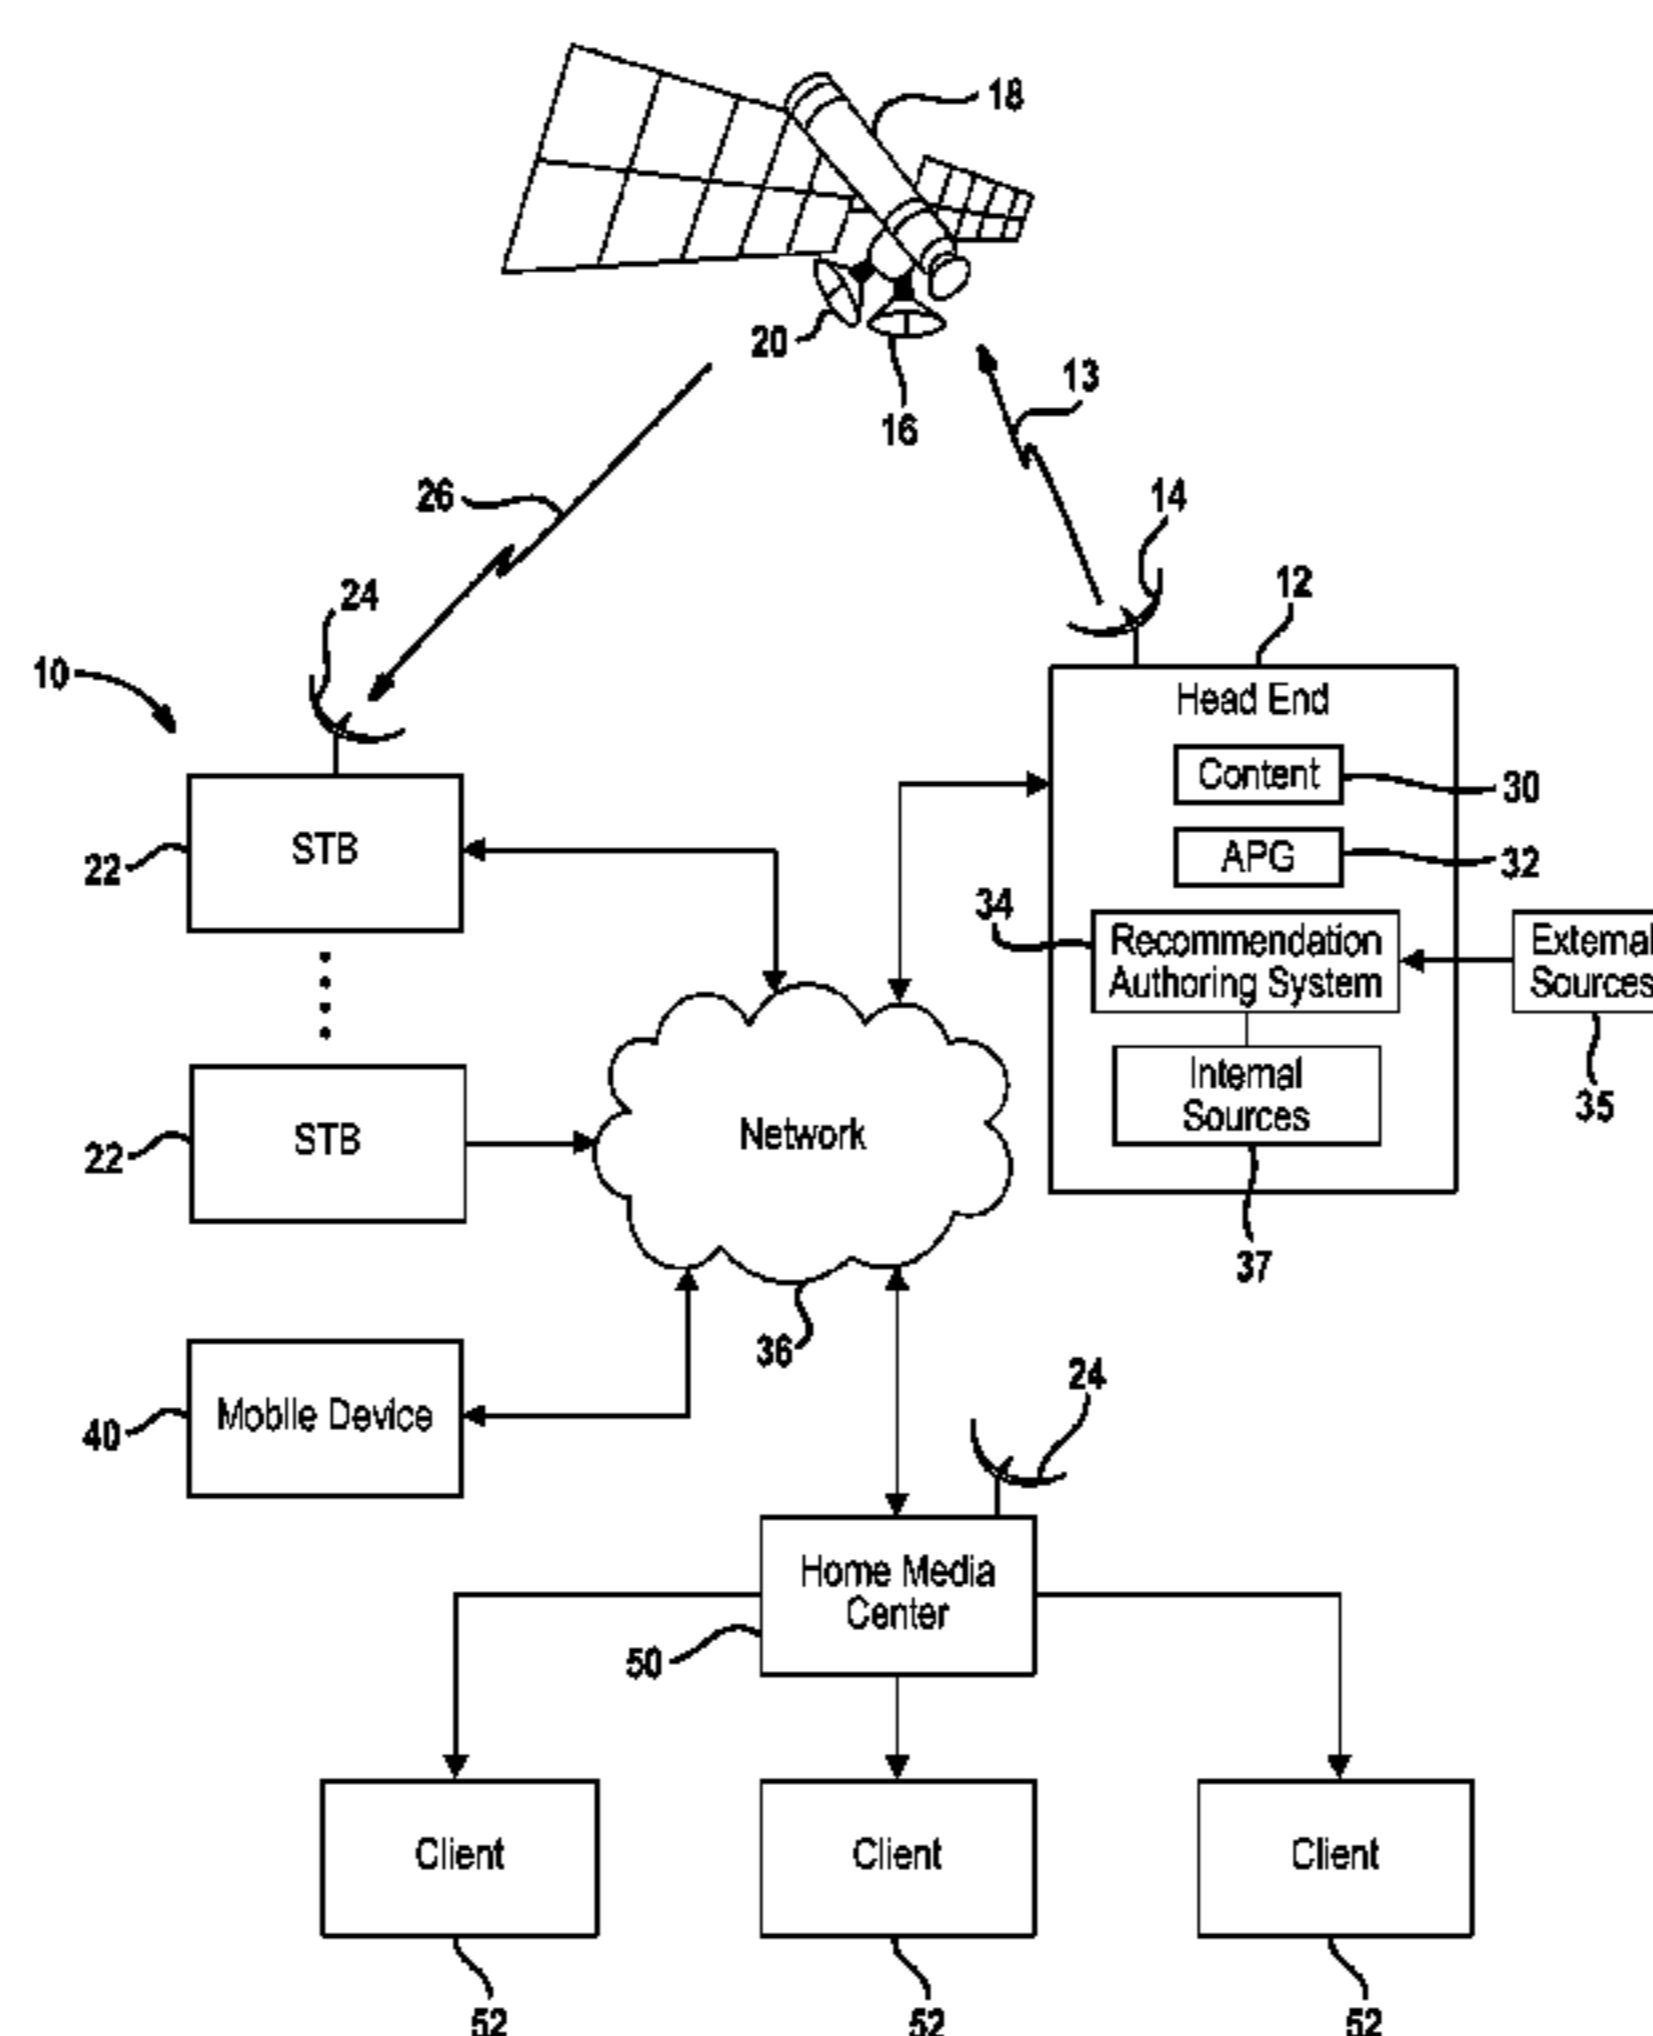 18
20
13
16
26
14
24
12
10
Head End
Content
30
STB
22
APG
32
34
Recommendation
Authoring System
External
Sources
Internal
Sources
35
Network
STB
22
37
36
24
Mobile Device
40
Home Media
Center
50
Client
Client
Client
52
52
52